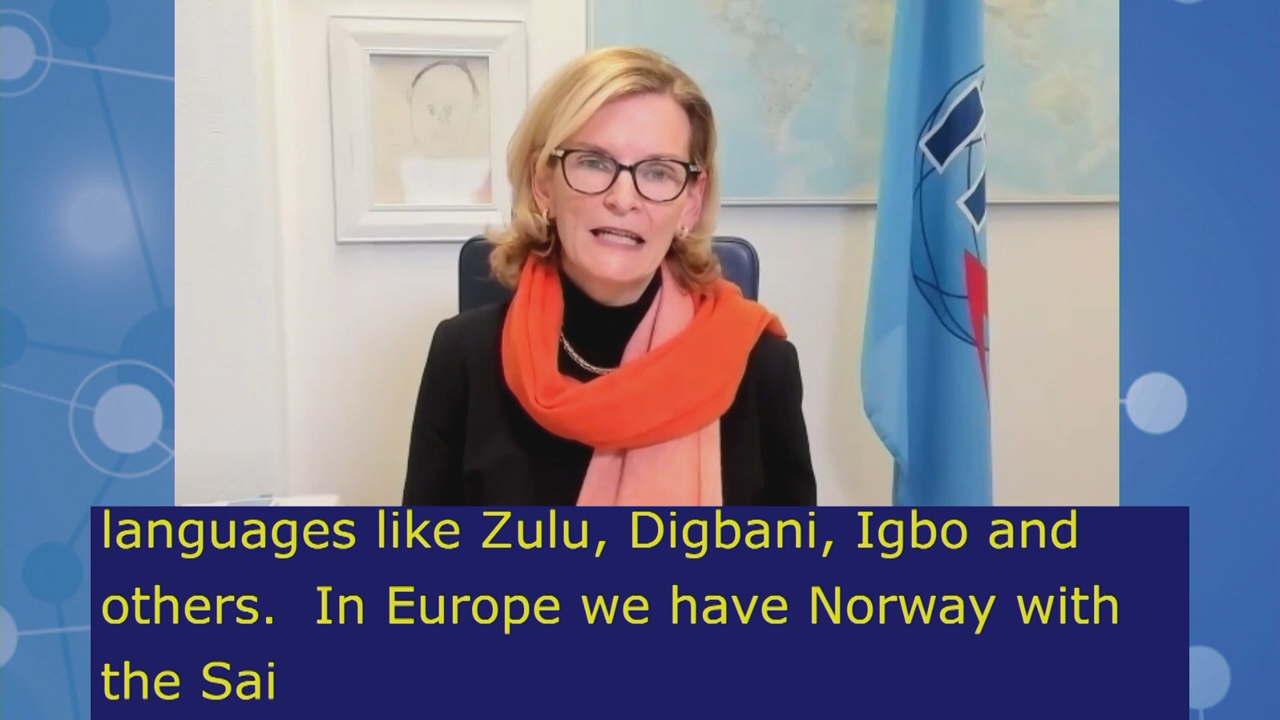 languages like Zulu, Digbani, Igbo and
others.  In Europe we have Norway with
the Sai